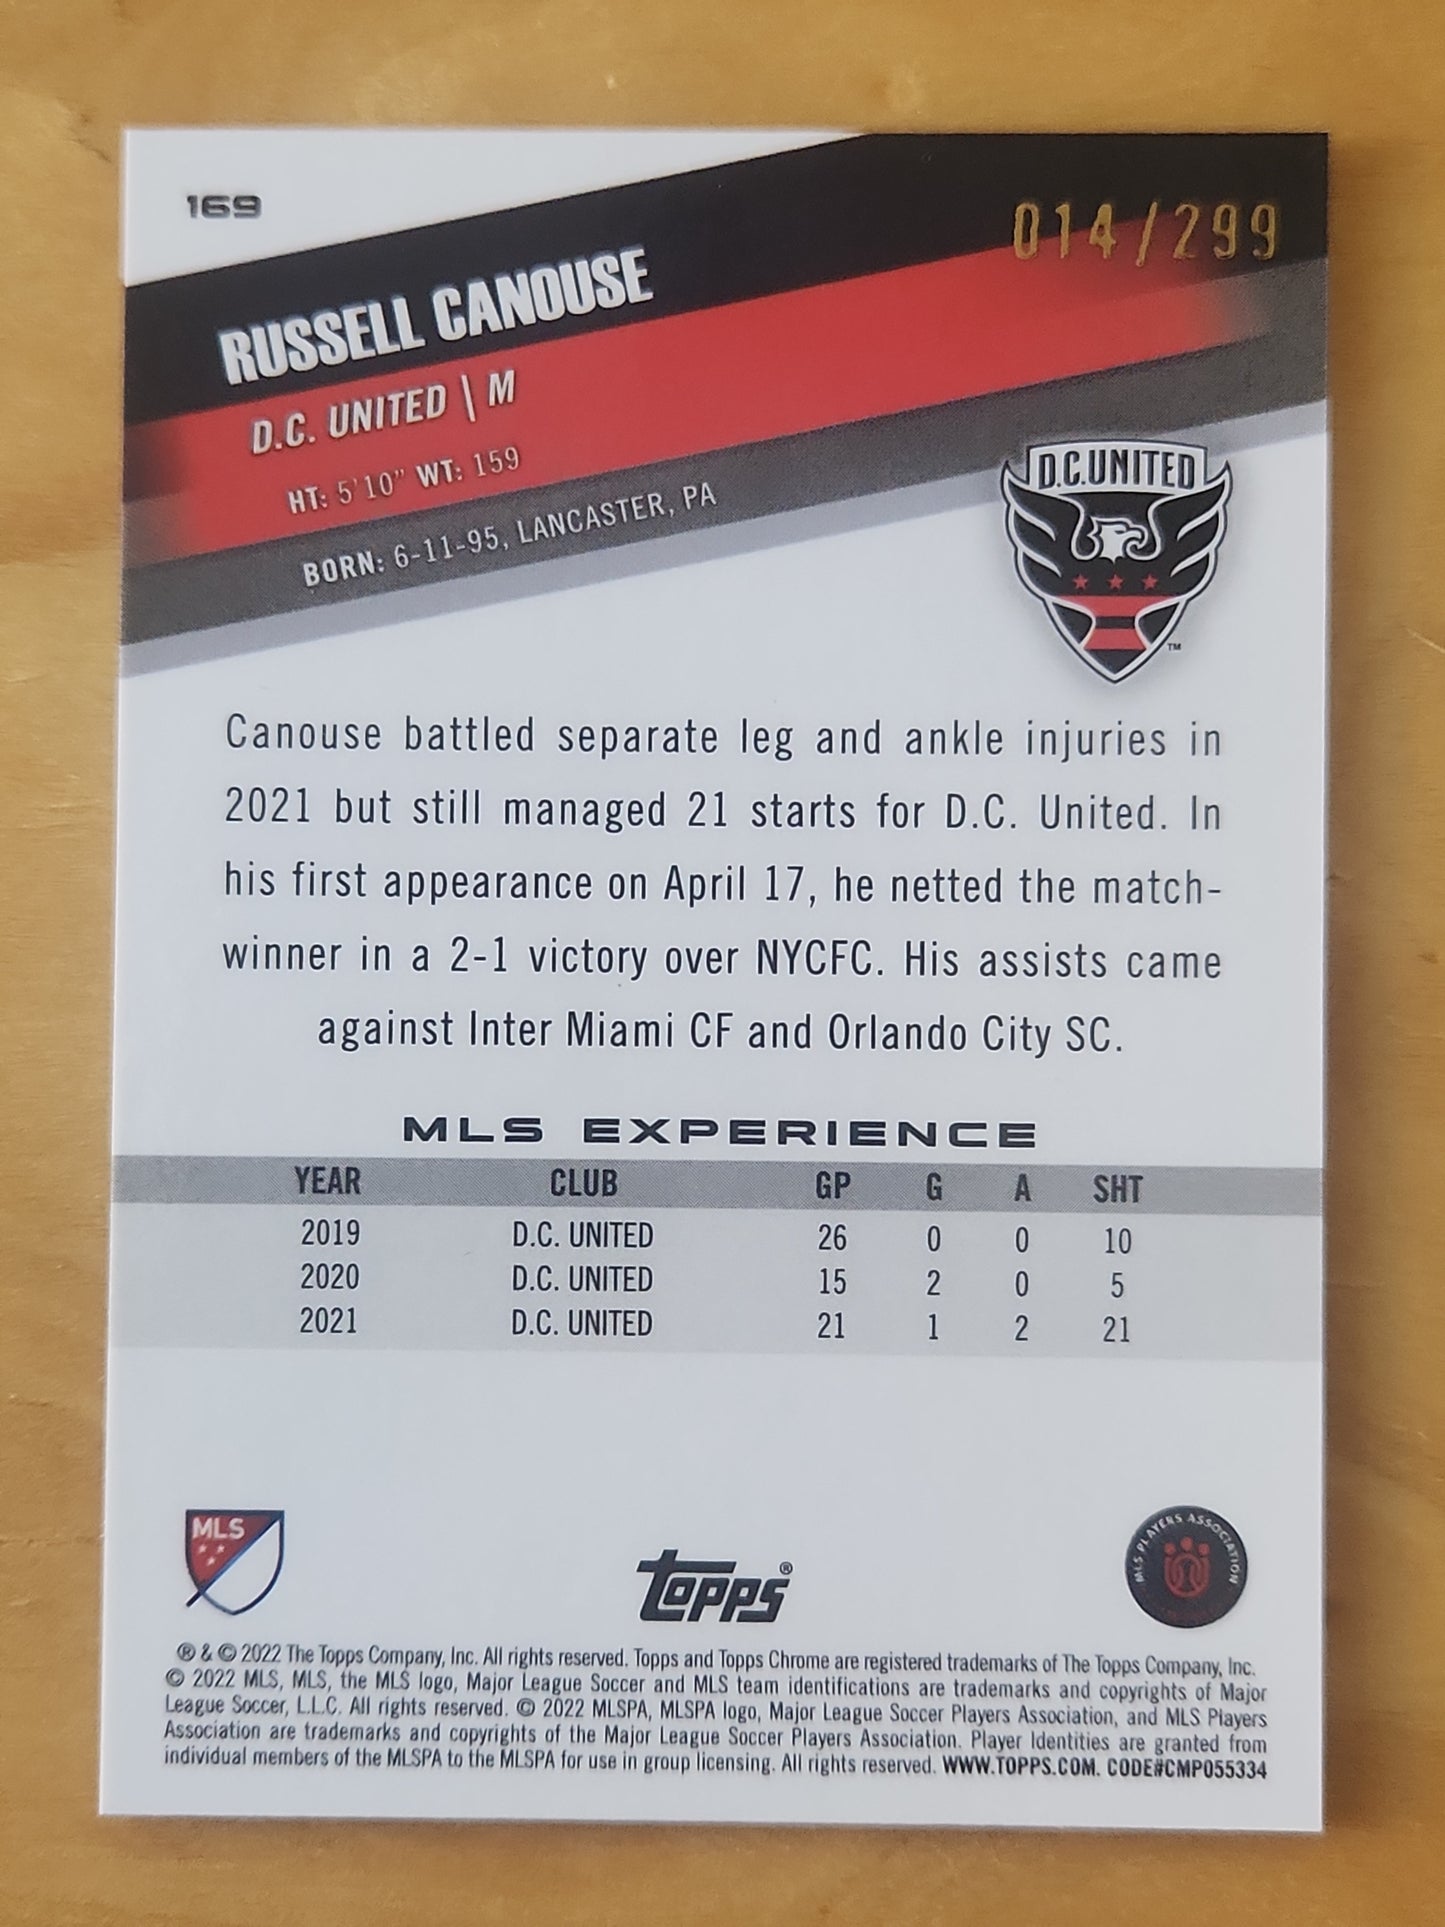 169
014/299
RUSSELL CANOUSE
D.C. UNITED \ M
HT: 5'10" WT: 159
BORN: 6-11-95, LANCASTER, PA
D.C.UNITED
TM
Canouse battled separate leg and ankle injuries in
2021 but still managed 21 starts for D.C. United. In
his first appearance on April 17, he netted the match-
winner in a 2-1 victory over NYCFC. His assists came
against Inter Miami CF and Orlando City SC.
MLS EXPERIENCE
YEAR CLUB GP G A SHT
2019 D.C. UNITED 26 0 0 10
2020 D.C. UNITED 15 2 0 5
2021 D.C. UNITED 21 1 2 21
MLS
topps®
MLS PLAYERS ASSOCIATION
® & © 2022 The Topps Company, Inc. All rights reserved. Topps and Topps Chrome are registered trademarks of The Topps Company, Inc.
© 2022 MLS, MLS, the MLS logo, Major League Soccer and MLS team identifications are trademarks and copyrights of Major
League Soccer, L.L.C. All rights reserved. © 2022 MLSPA, MLSPA logo, Major League Soccer Players Association, and MLS Players
Association are trademarks and copyrights of the Major League Soccer Players Association. Player Identities are granted from
individual members of the MLSPA to the MLSPA for use in group licensing. All rights reserved. WWW.TOPPS.COM. CODE#CMP055334